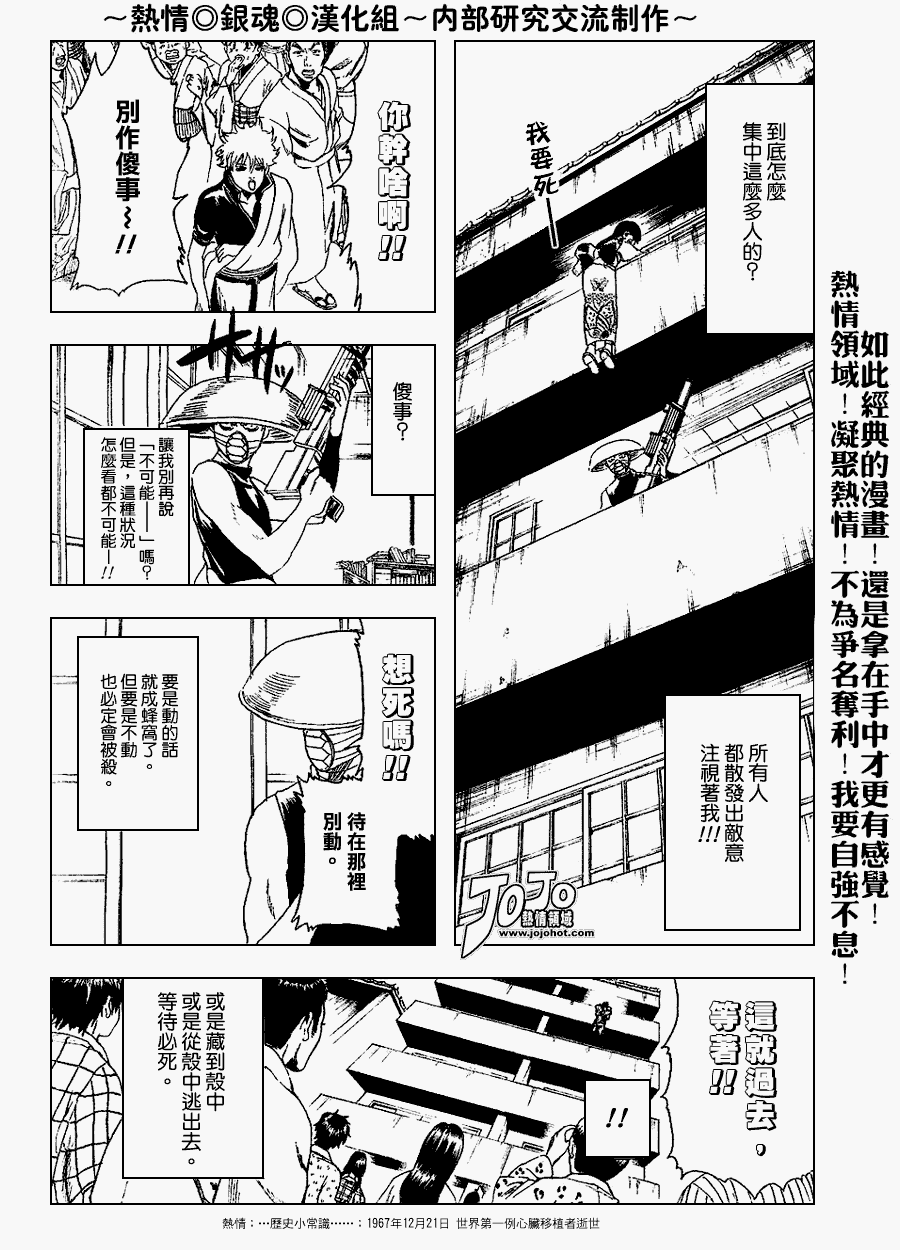 ～熱情◎銀魂◎漢化組～内部研究交流制作～
到底怎麼
集中這麼多人的？
我要死
所有人
都散發出敵意
注視著我!!!
JOJO
熱情領域
www.jojohot.com
你幹啥啊!!
別作傻事~!!
傻事？
讓我別再說
「不可能——」嗎？
但是，這種狀況
怎麼看都不可能—!!
想死嗎!!
待在那裡
別動。
要是動的話
就成蜂窩了。
但要是不動
也必定會被殺。
這就過去，
等著!!
!!
或是藏到殼中
或是從殼中逃出去。
等待必死。
如此經典的漫畫！還是拿在手中才更有感覺！
熱情領域！凝聚熱情！不為爭名奪利！我要自強不息！
熱情：…歷史小常識……：1967年12月21日 世界第一例心臟移植者逝世